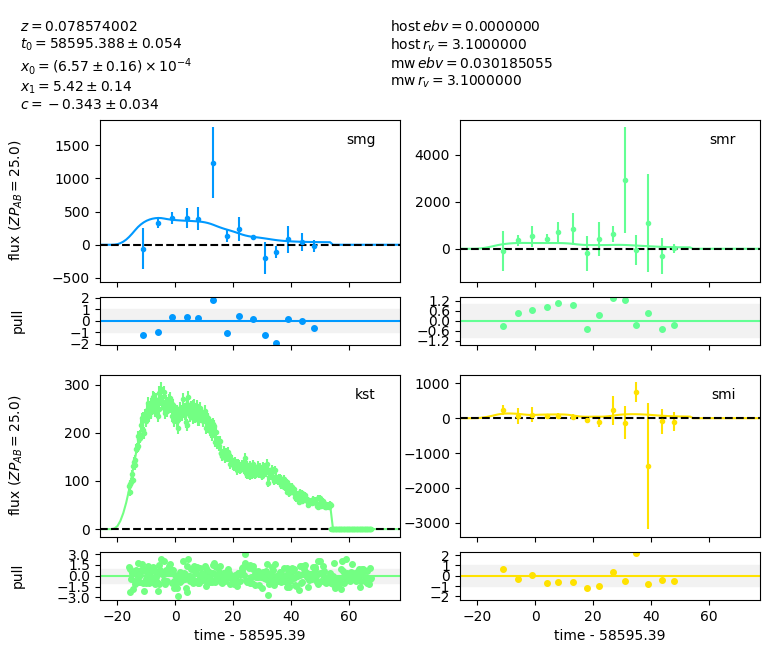 z = 0.078574002
t₀ = 58595.388 ± 0.054
x₀ = (6.57 ± 0.16) × 10⁻⁴
x₁ = 5.42 ± 0.14
c = −0.343 ± 0.034
host ebv = 0.0000000
host r_v = 3.1000000
mw ebv = 0.030185055
mw r_v = 3.1000000
flux (ZP_AB = 25.0)
1500
1000
500
0
−500
smg
4000
2000
0
smr
pull
2
1
0
−1
−2
1.2
0.6
0.0
−0.6
−1.2
flux (ZP_AB = 25.0)
300
200
100
0
kst
1000
0
−1000
−2000
−3000
smi
pull
3.0
1.5
0.0
−1.5
−3.0
2
1
0
−1
−2
−20 0 20 40 60
−20 0 20 40 60
time - 58595.39
time - 58595.39